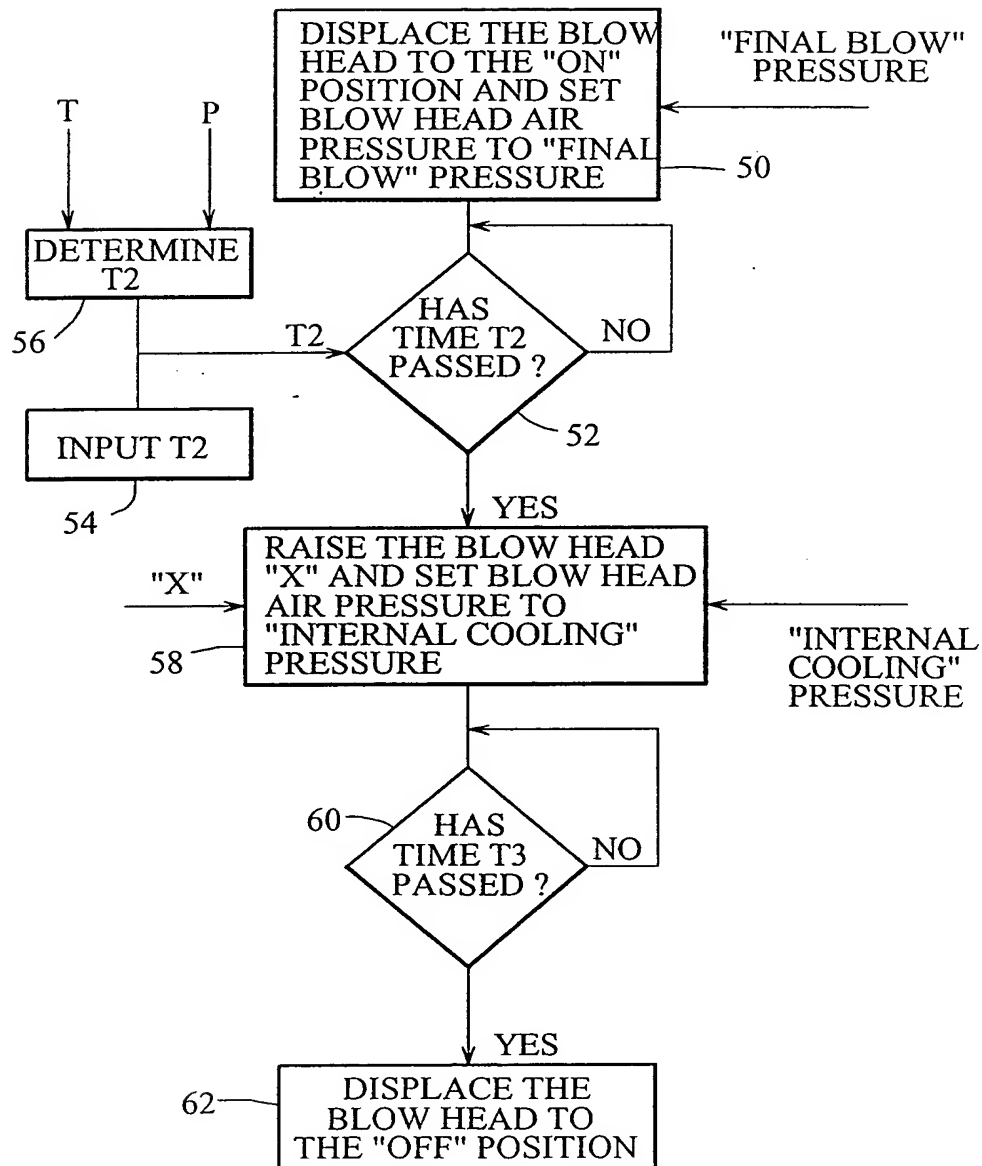 DISPLACE THE BLOW
HEAD TO THE "ON"
POSITION AND SET
BLOW HEAD AIR
PRESSURE TO "FINAL
BLOW" PRESSURE
"FINAL BLOW"
PRESSURE
50
T
P
DETERMINE
T2
56
T2
HAS
TIME T2
PASSED ?
NO
52
INPUT T2
54
YES
RAISE THE BLOW HEAD
"X" AND SET BLOW HEAD
AIR PRESSURE TO
"INTERNAL COOLING"
PRESSURE
"X"
58
"INTERNAL
COOLING"
PRESSURE
60
HAS
TIME T3
PASSED ?
NO
YES
62
DISPLACE THE
BLOW HEAD TO
THE "OFF" POSITION